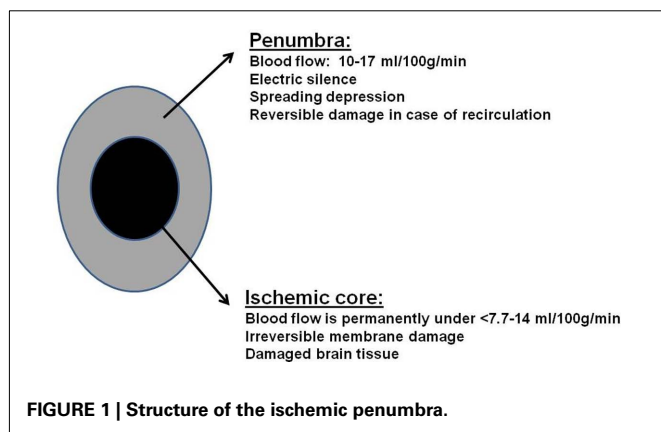 Penumbra:
Blood flow: 10-17 ml/100g/min
Electric silence
Spreading depression
Reversible damage in case of recirculation
Ischemic core:
Blood flow is permanently under <7.7-14 ml/100g/min
Irreversible membrane damage
Damaged brain tissue
FIGURE 1 | Structure of the ischemic penumbra.